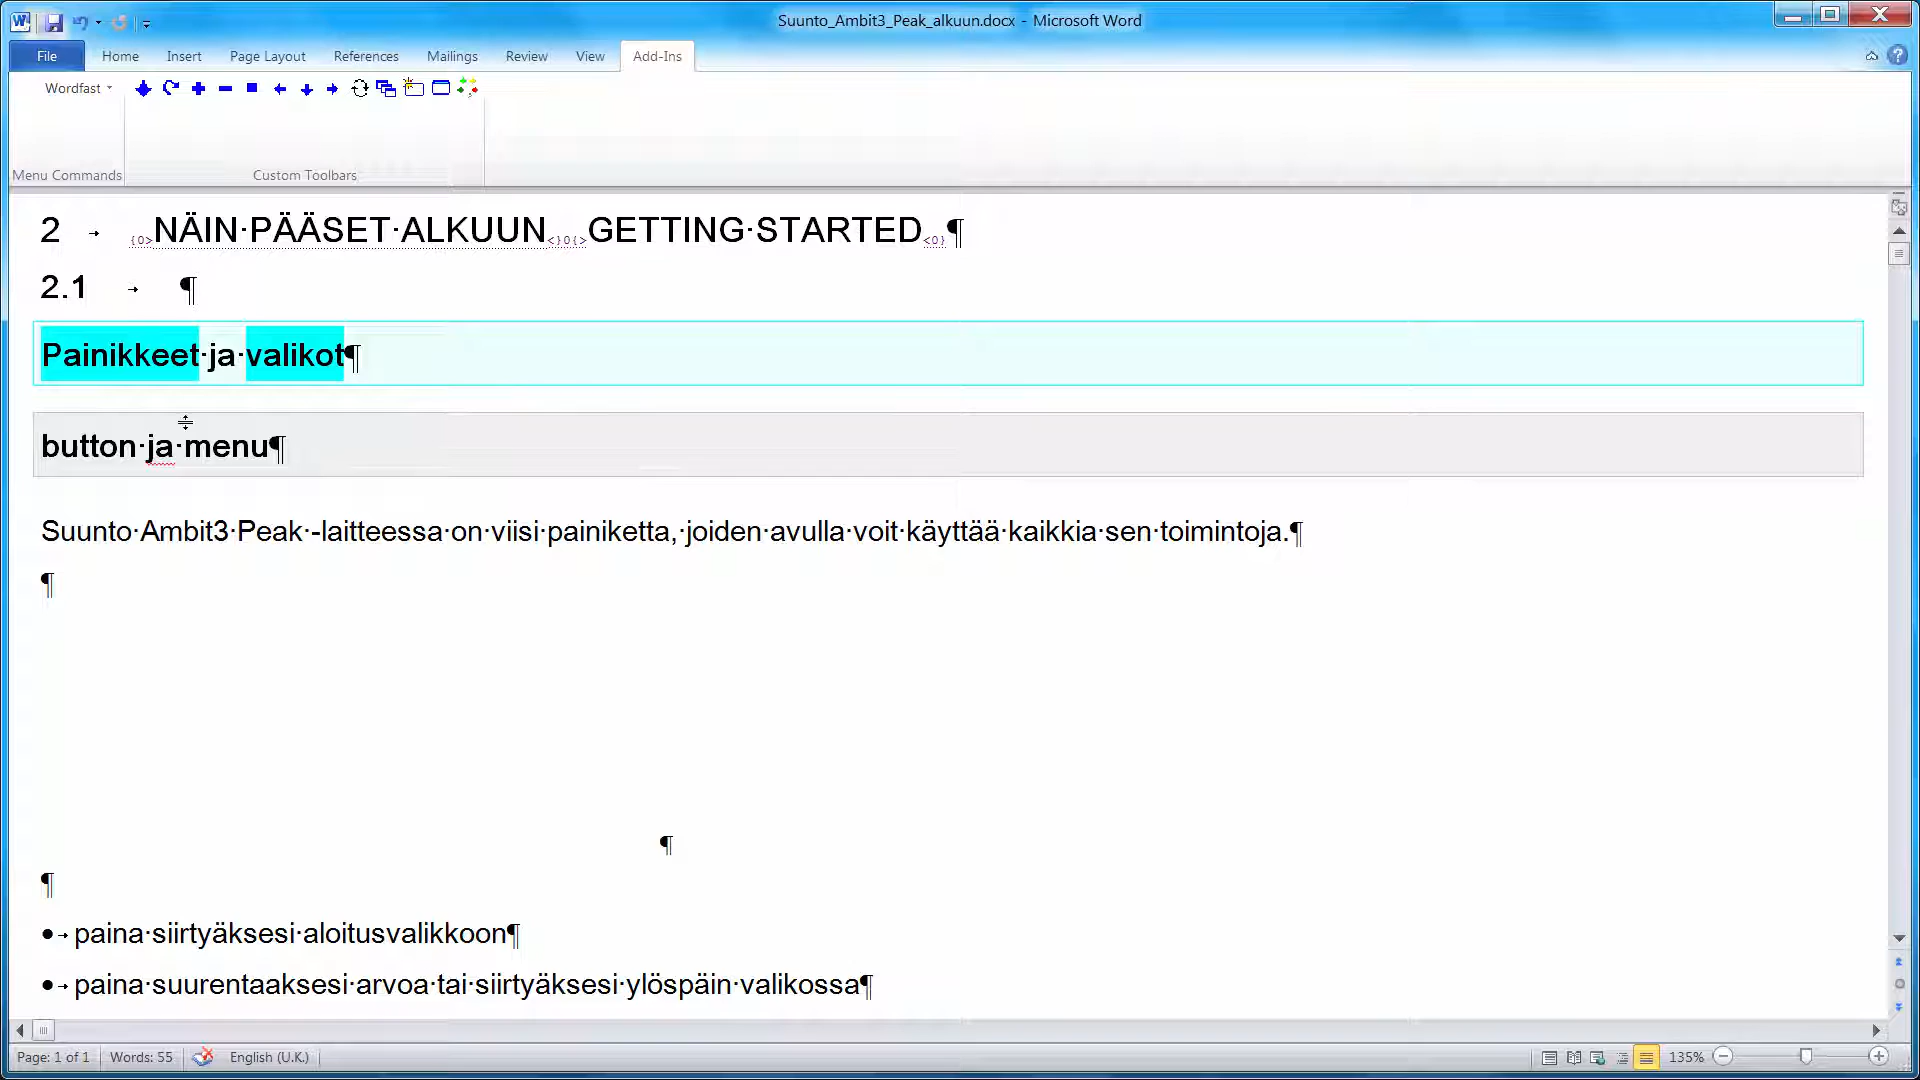 Suunto_Ambit3_Peak_alkuun.docx - Microsoft Word
File Home Insert Page Layout References Mailings Review View Add-Ins
Wordfast
Menu Commands Custom Toolbars
2 → {0>NÄIN·PÄÄSET·ALKUUN<}0{>GETTING·STARTED<0}¶
2.1 → ¶
Painikkeet·ja·valikot¶
button·ja·menu¶
Suunto·Ambit3·Peak·-laitteessa·on·viisi·painiketta,·joiden·avulla·voit·käyttää·kaikkia·sen·toimintoja.¶
¶
¶
¶
•→paina·siirtyäksesi·aloitusvalikkoon¶
•→paina·suurentaaksesi·arvoa·tai·siirtyäksesi·ylöspäin·valikossa¶
Page: 1 of 1 Words: 55 English (U.K.) 135%